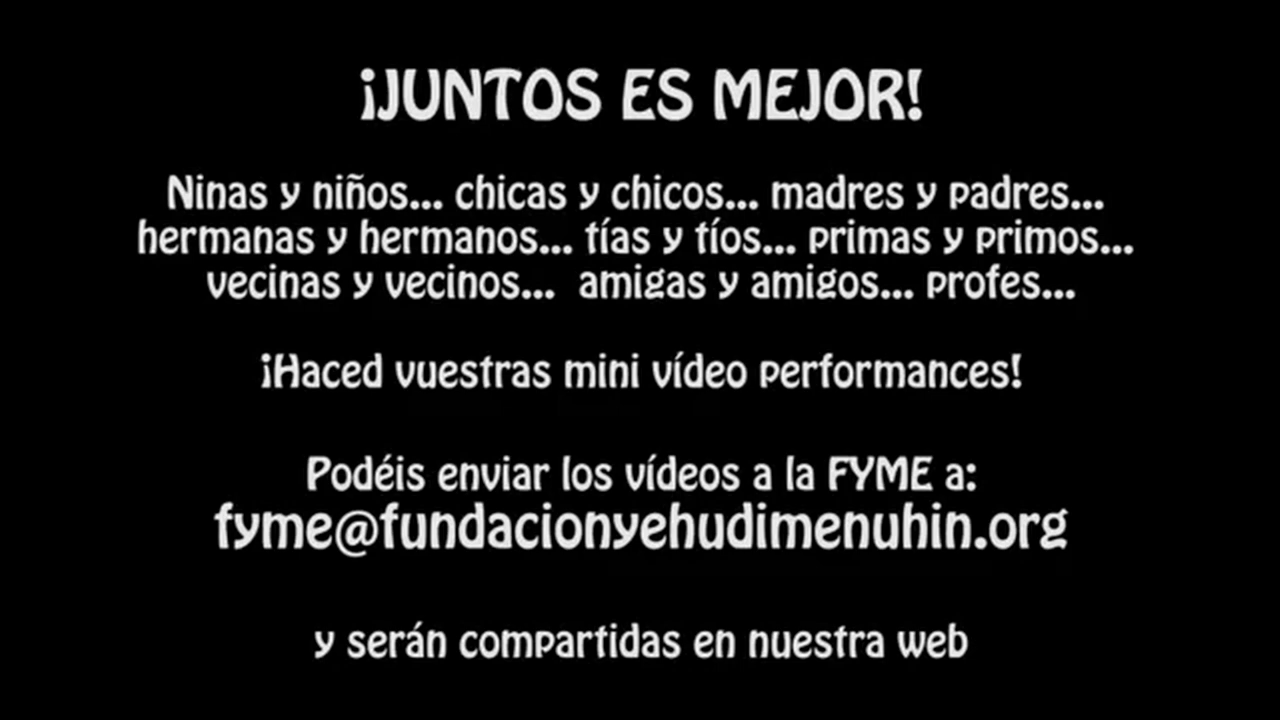 ¡JUNTOS ES MEJOR!
Ninas y niños... chicas y chicos... madres y padres...
hermanas y hermanos... tías y tíos... primas y primos...
vecinas y vecinos... amigas y amigos... profes...
¡Haced vuestras mini vídeo performances!
Podéis enviar los vídeos a la FYME a:
fyme@fundacionyehudimenuhin.org
y serán compartidas en nuestra web